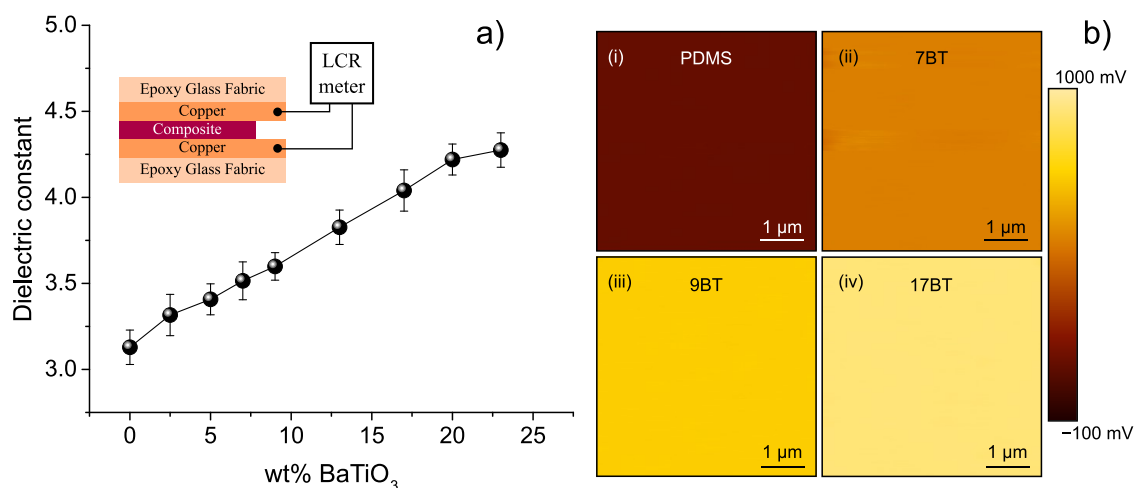 a)
5.0
4.5
4.0
3.5
3.0
Dielectric constant
0
5
10
15
20
25
wt% BaTiO₃
LCR
meter
Epoxy Glass Fabric
Copper
Composite
Copper
Epoxy Glass Fabric
b)
(i)
PDMS
1 µm
(ii)
7BT
1 µm
(iii)
9BT
1 µm
(iv)
17BT
1 µm
1000 mV
−100 mV